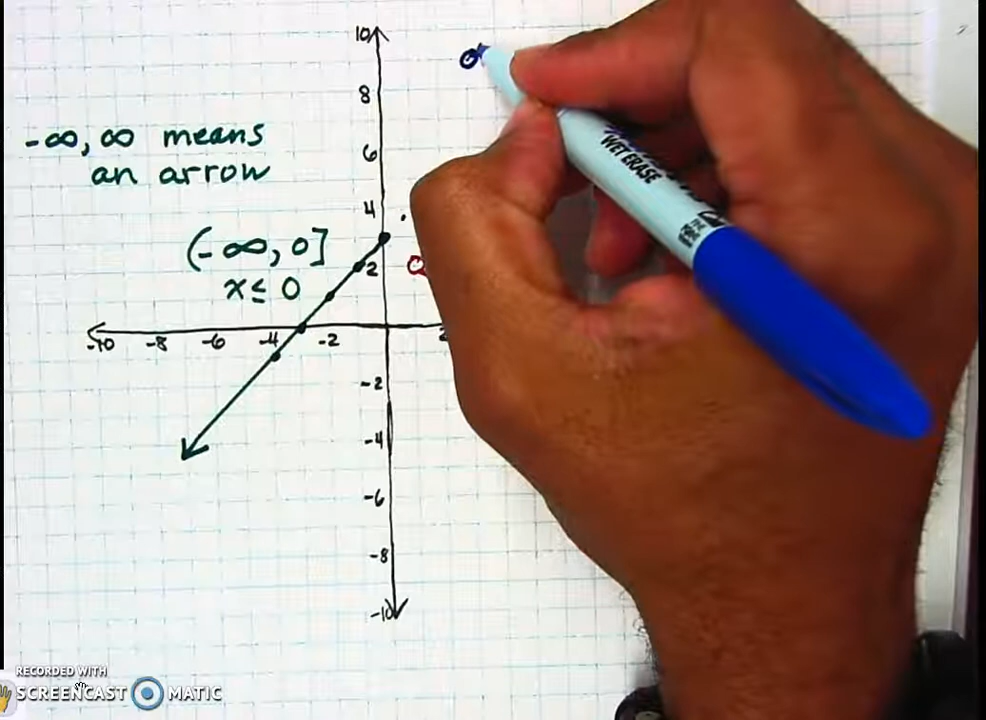 10
8
-∞, ∞ means
6
an arrow
4
(-∞, 0]
2
x ≤ 0
-10 -8 -6 -4 -2
-2
-4
-6
-8
-10
WET ERASE
RECORDED WITH
SCREENCAST MATIC